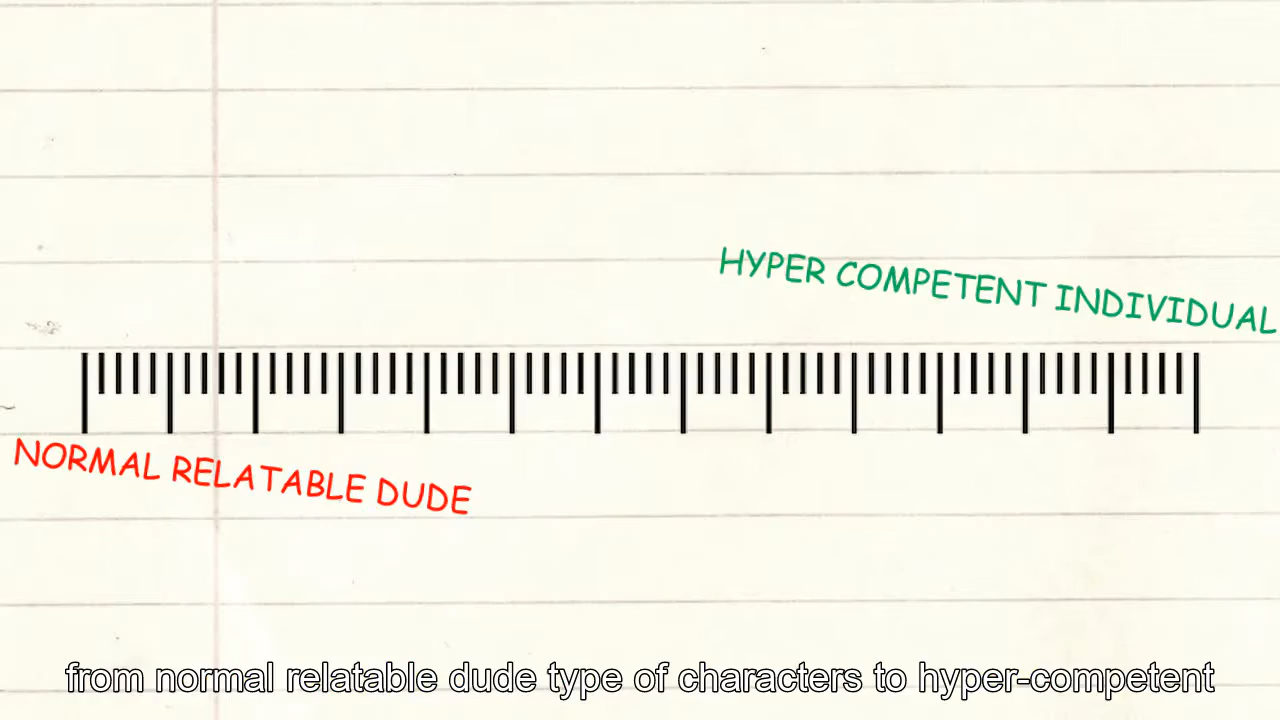 HYPER COMPETENT INDIVIDUAL
NORMAL RELATABLE DUDE
from normal relatable dude type of characters to hyper-competent